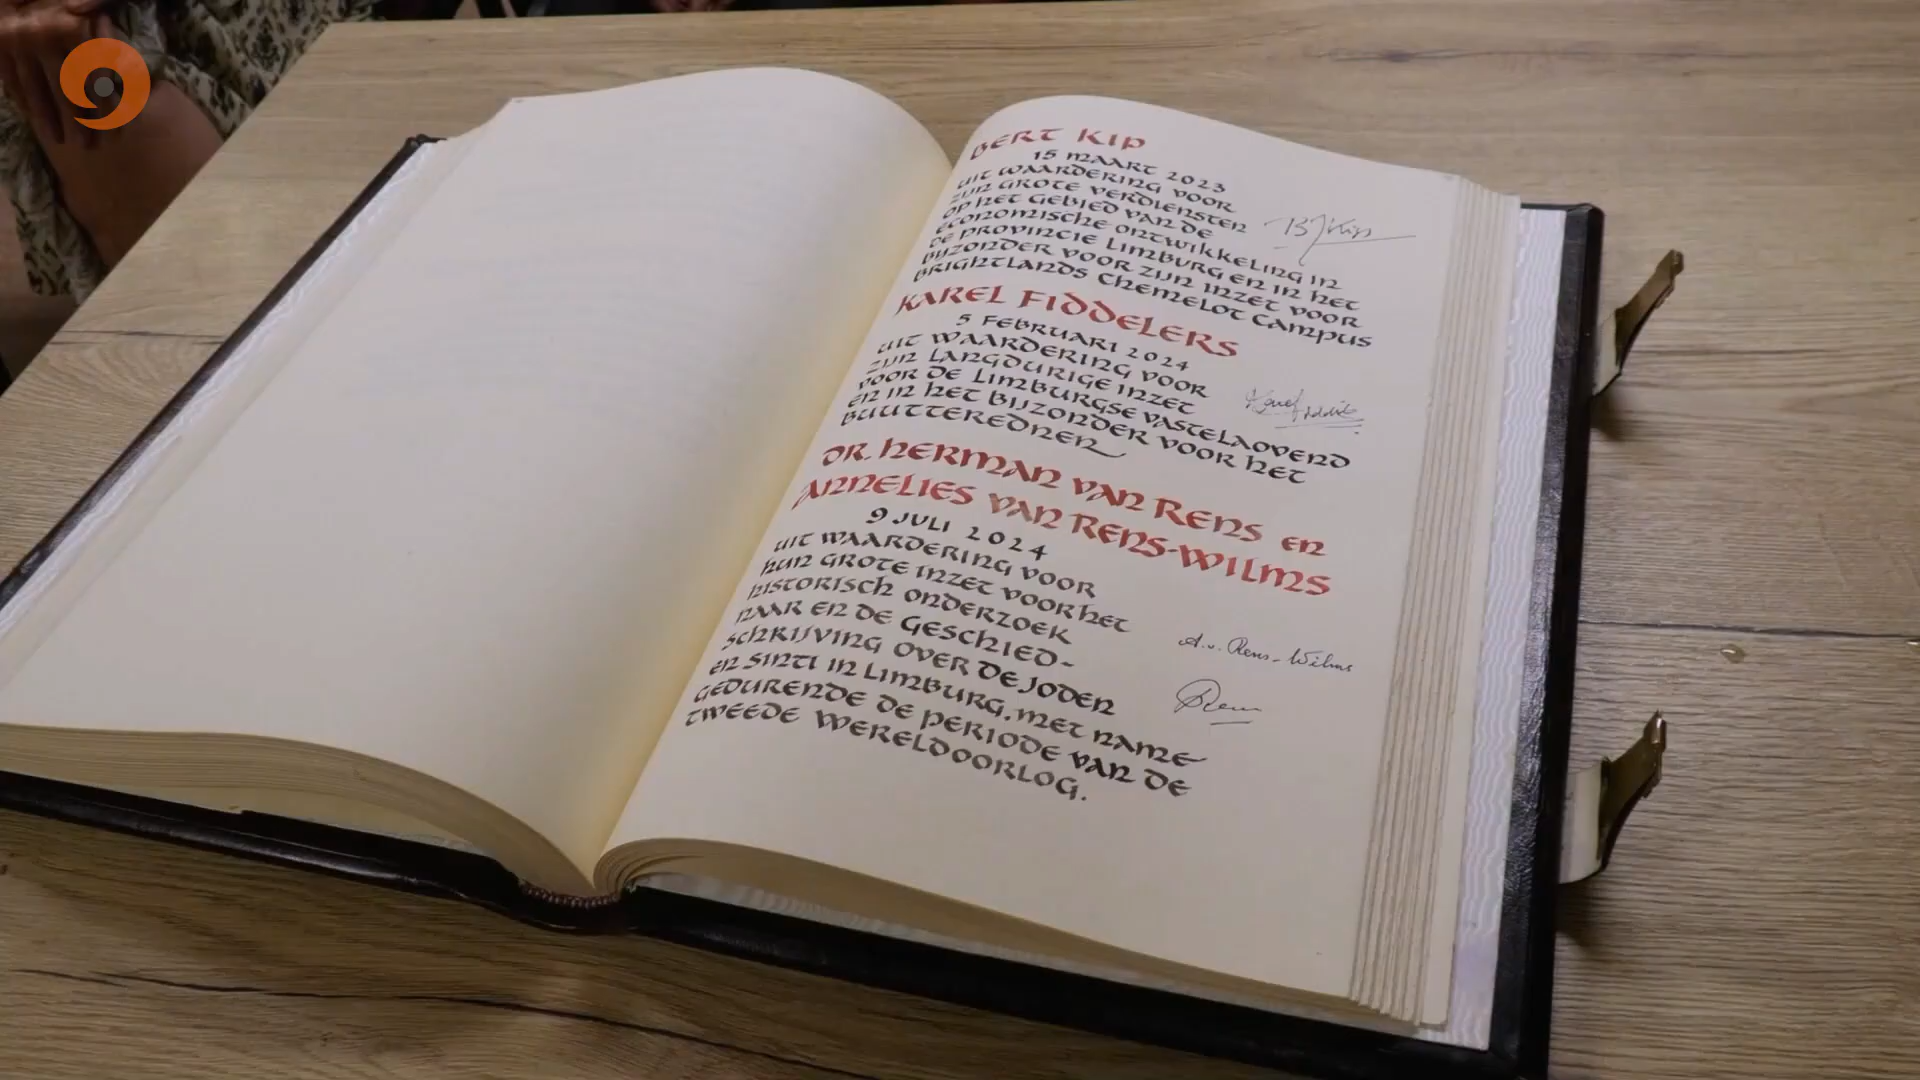 BERT KIP
15 MAART 2023
UIT WAARDERING VOOR
ZIJN GROTE VERDIENSTEN
OP HET GEBIED VAN DE
ECONOMISCHE ONTWIKKELING IN
DE PROVINCIE LIMBURG EN IN HET
BIJZONDER VOOR ZIJN INZET VOOR
BRIGHTLANDS CHEMELOT CAMPUS
KAREL FIDDELERS
5 FEBRUARI 2024
UIT WAARDERING VOOR
ZIJN LANGDURIGE INZET
VOOR DE LIMBURGSE VASTELAOVEND
EN IN HET BIJZONDER VOOR HET
BUUTTEREDNEN
DR. HERMAN VAN RENS EN
ANNELIES VAN RENS-WILMS
9 JULI 2024
UIT WAARDERING VOOR
HUN GROTE INZET VOOR HET
HISTORISCH ONDERZOEK
NAAR EN DE GESCHIED-
SCHRIJVING OVER DE JODEN
EN SINTI IN LIMBURG, MET NAME
GEDURENDE DE PERIODE VAN DE
TWEEDE WERELDOORLOG.
A.v. Rens-Wilms